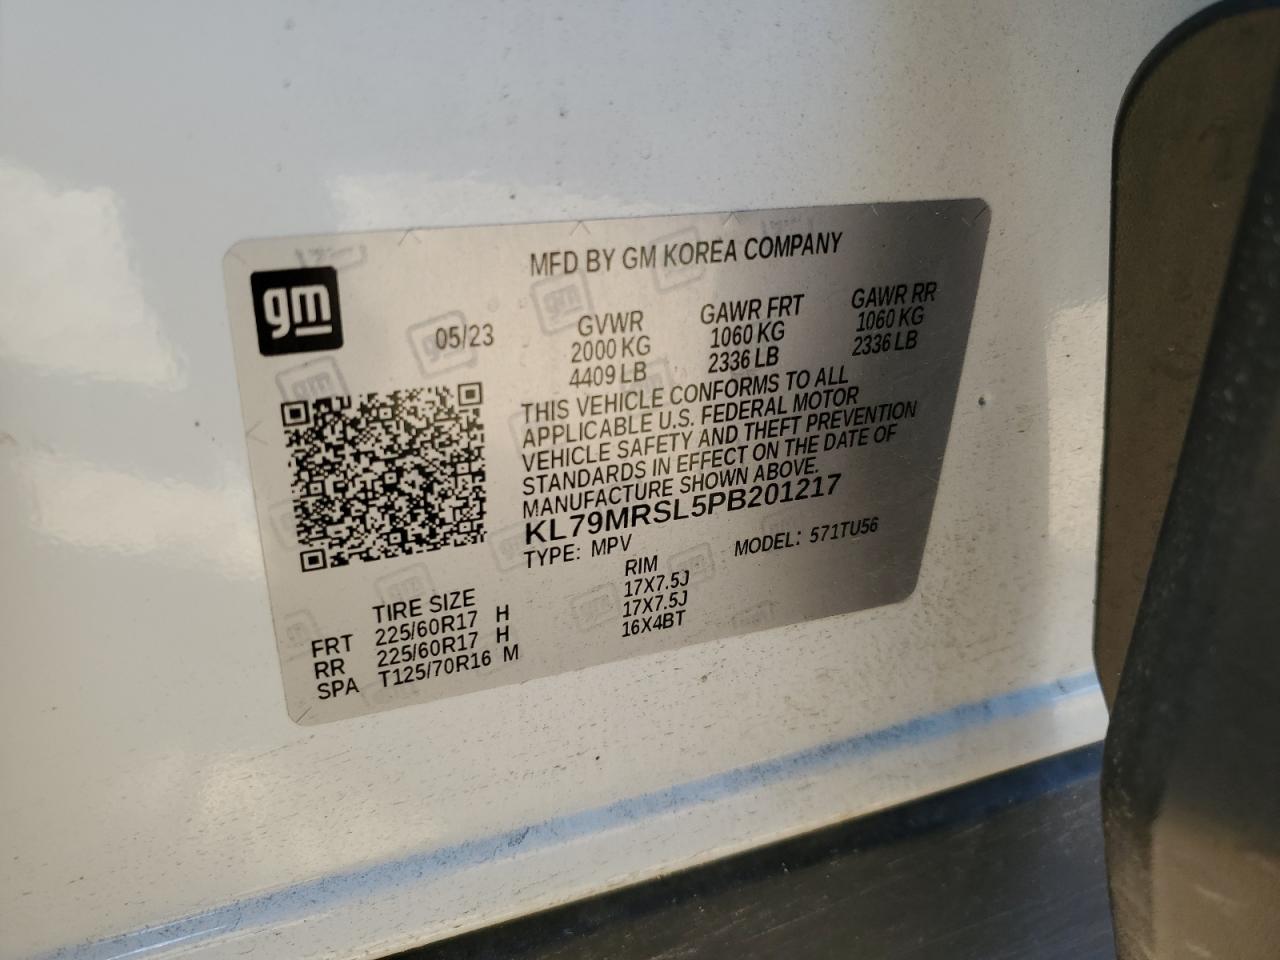 gm
MFD BY GM KOREA COMPANY
05/23
GVWR GAWR FRT GAWR RR
2000 KG 1060 KG 1060 KG
4409 LB 2336 LB 2336 LB
THIS VEHICLE CONFORMS TO ALL
APPLICABLE U.S. FEDERAL MOTOR
VEHICLE SAFETY AND THEFT PREVENTION
STANDARDS IN EFFECT ON THE DATE OF
MANUFACTURE SHOWN ABOVE.
KL79MRSL5PB201217
TYPE: MPV MODEL: 571TU56
TIRE SIZE RIM
FRT 225/60R17 H 17X7.5J
RR 225/60R17 H 17X7.5J
SPA T125/70R16 M 16X4BT